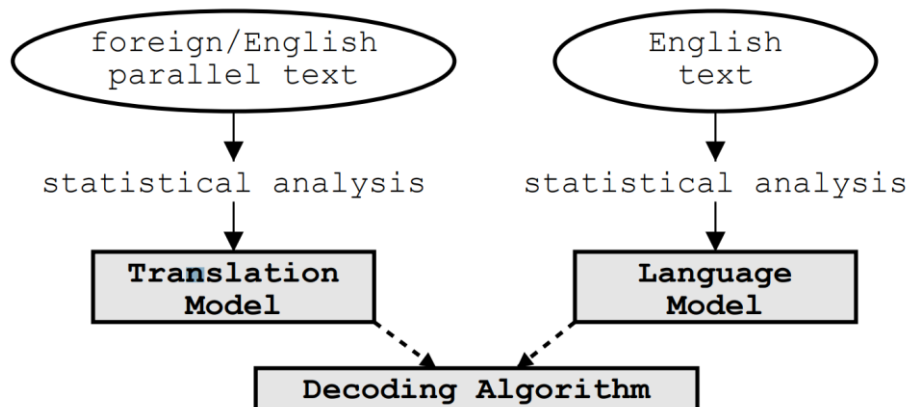 foreign/English
parallel text
English
text
statistical analysis
statistical analysis
Translation
Model
Language
Model
Decoding Algorithm